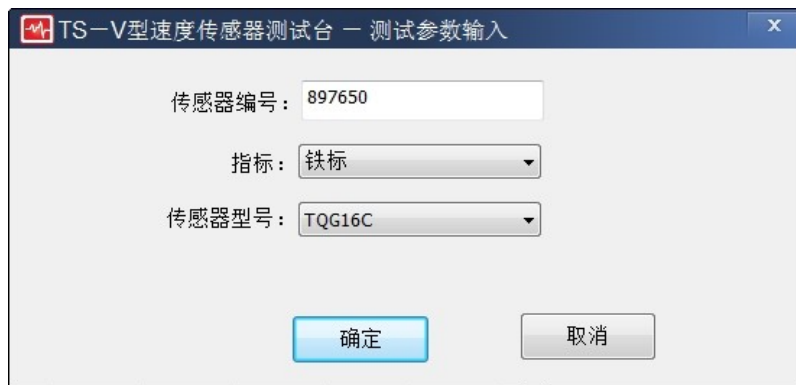 TS－V型速度传感器测试台 － 测试参数输入 x
传感器编号： 897650
指标： 铁标
传感器型号： TQG16C
确定 取消